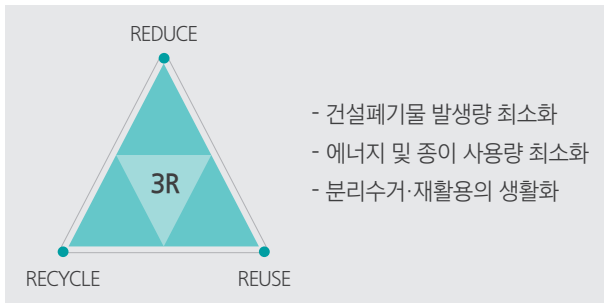 REDUCE
3R
RECYCLE
REUSE
- 건설폐기물 발생량 최소화
- 에너지 및 종이 사용량 최소화
- 분리수거·재활용의 생활화